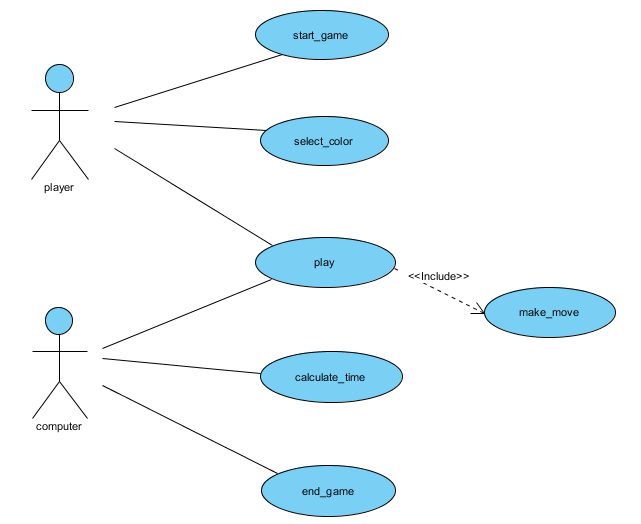 start_game
select_color
player
play
<<Include>>
make_move
calculate_time
computer
end_game